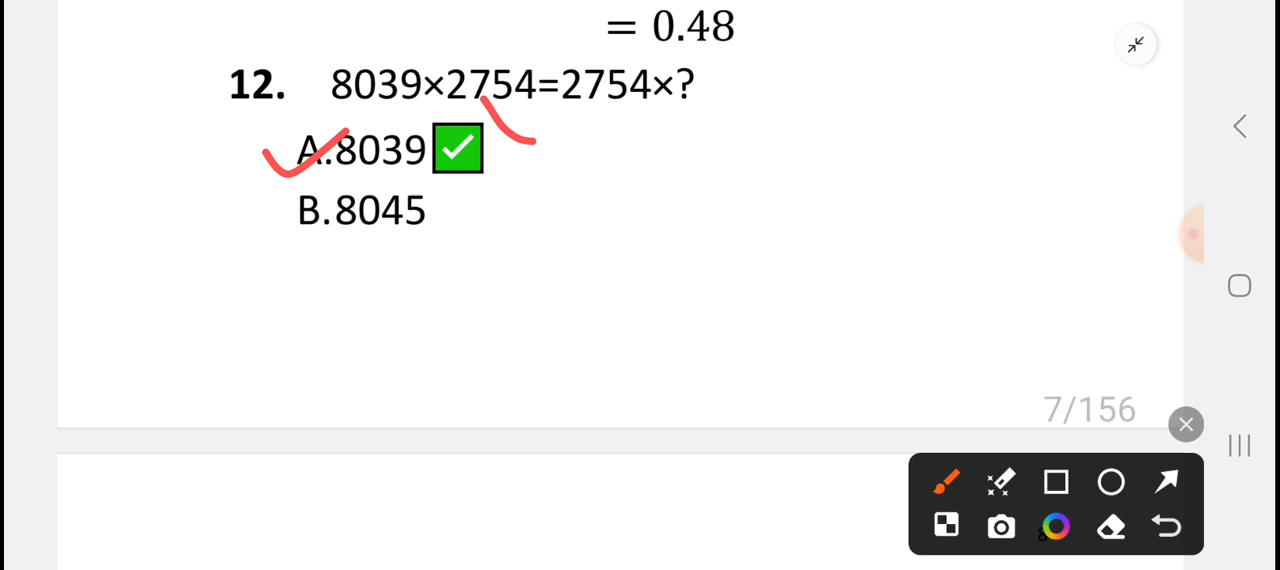 = 0.48
12. 8039×2754=2754×?
A.8039
B.8045
7/156